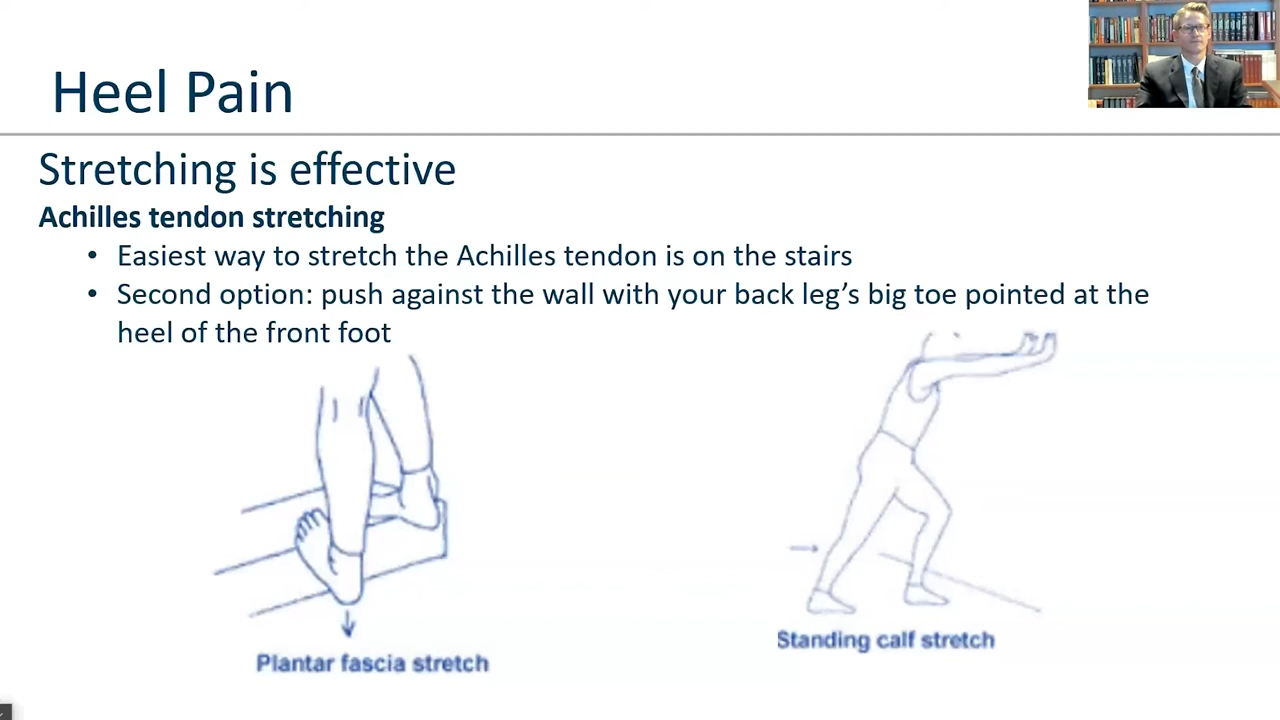 Heel Pain
Stretching is effective
Achilles tendon stretching
• Easiest way to stretch the Achilles tendon is on the stairs
• Second option: push against the wall with your back leg’s big toe pointed at the
heel of the front foot
Plantar fascia stretch
Standing calf stretch